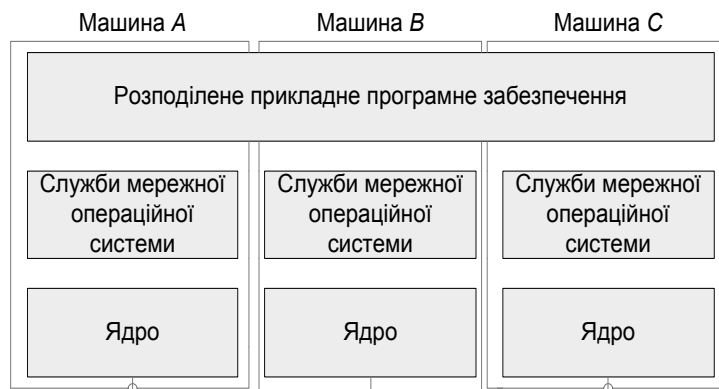 Машина A
Машина B
Машина C
Розподілене прикладне програмне забезпечення
Служби мережної
операційної
системи
Служби мережної
операційної
системи
Служби мережної
операційної
системи
Ядро
Ядро
Ядро